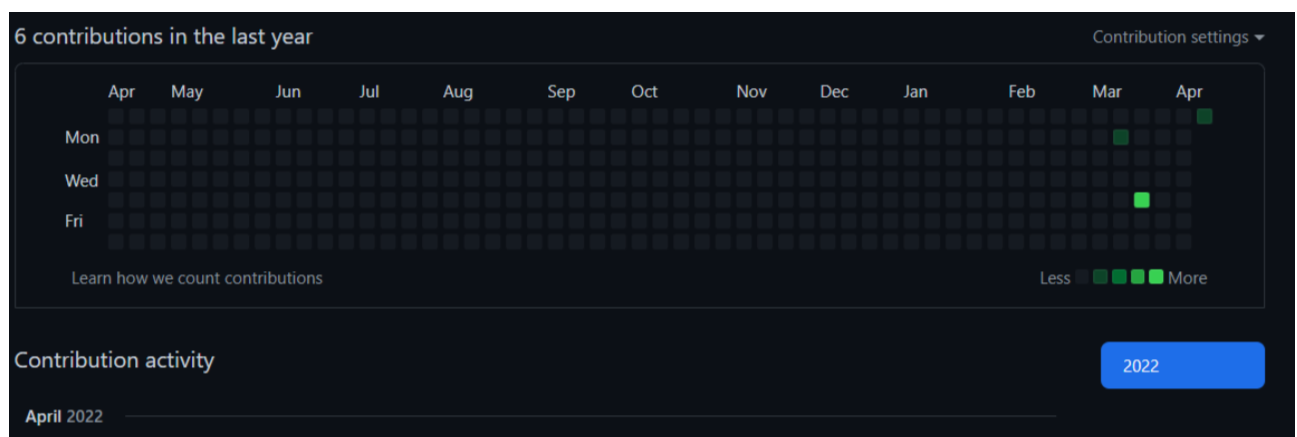 6 contributions in the last year
Contribution settings
Apr May Jun Jul Aug Sep Oct Nov Dec Jan Feb Mar Apr
Mon
Wed
Fri
Learn how we count contributions
Less More
Contribution activity
2022
April 2022